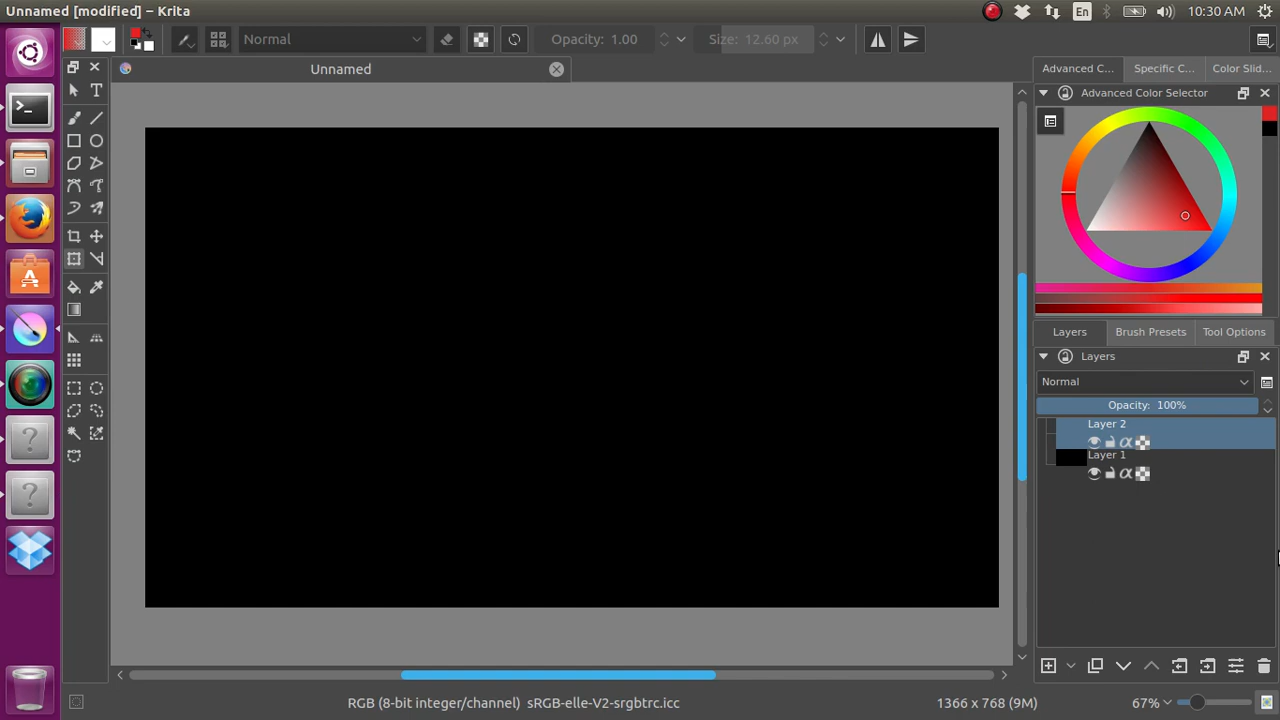 Unnamed [modified] – Krita
En
10:30 AM
Normal
Opacity: 1.00
Size: 12.60 px
Unnamed
Advanced C...
Specific C...
Color Slid...
Advanced Color Selector
Layers
Brush Presets
Tool Options
Layers
Normal
Opacity: 100%
Layer 2
Layer 1
RGB (8-bit integer/channel) sRGB-elle-V2-srgbtrc.icc
1366 x 768 (9M)
67%